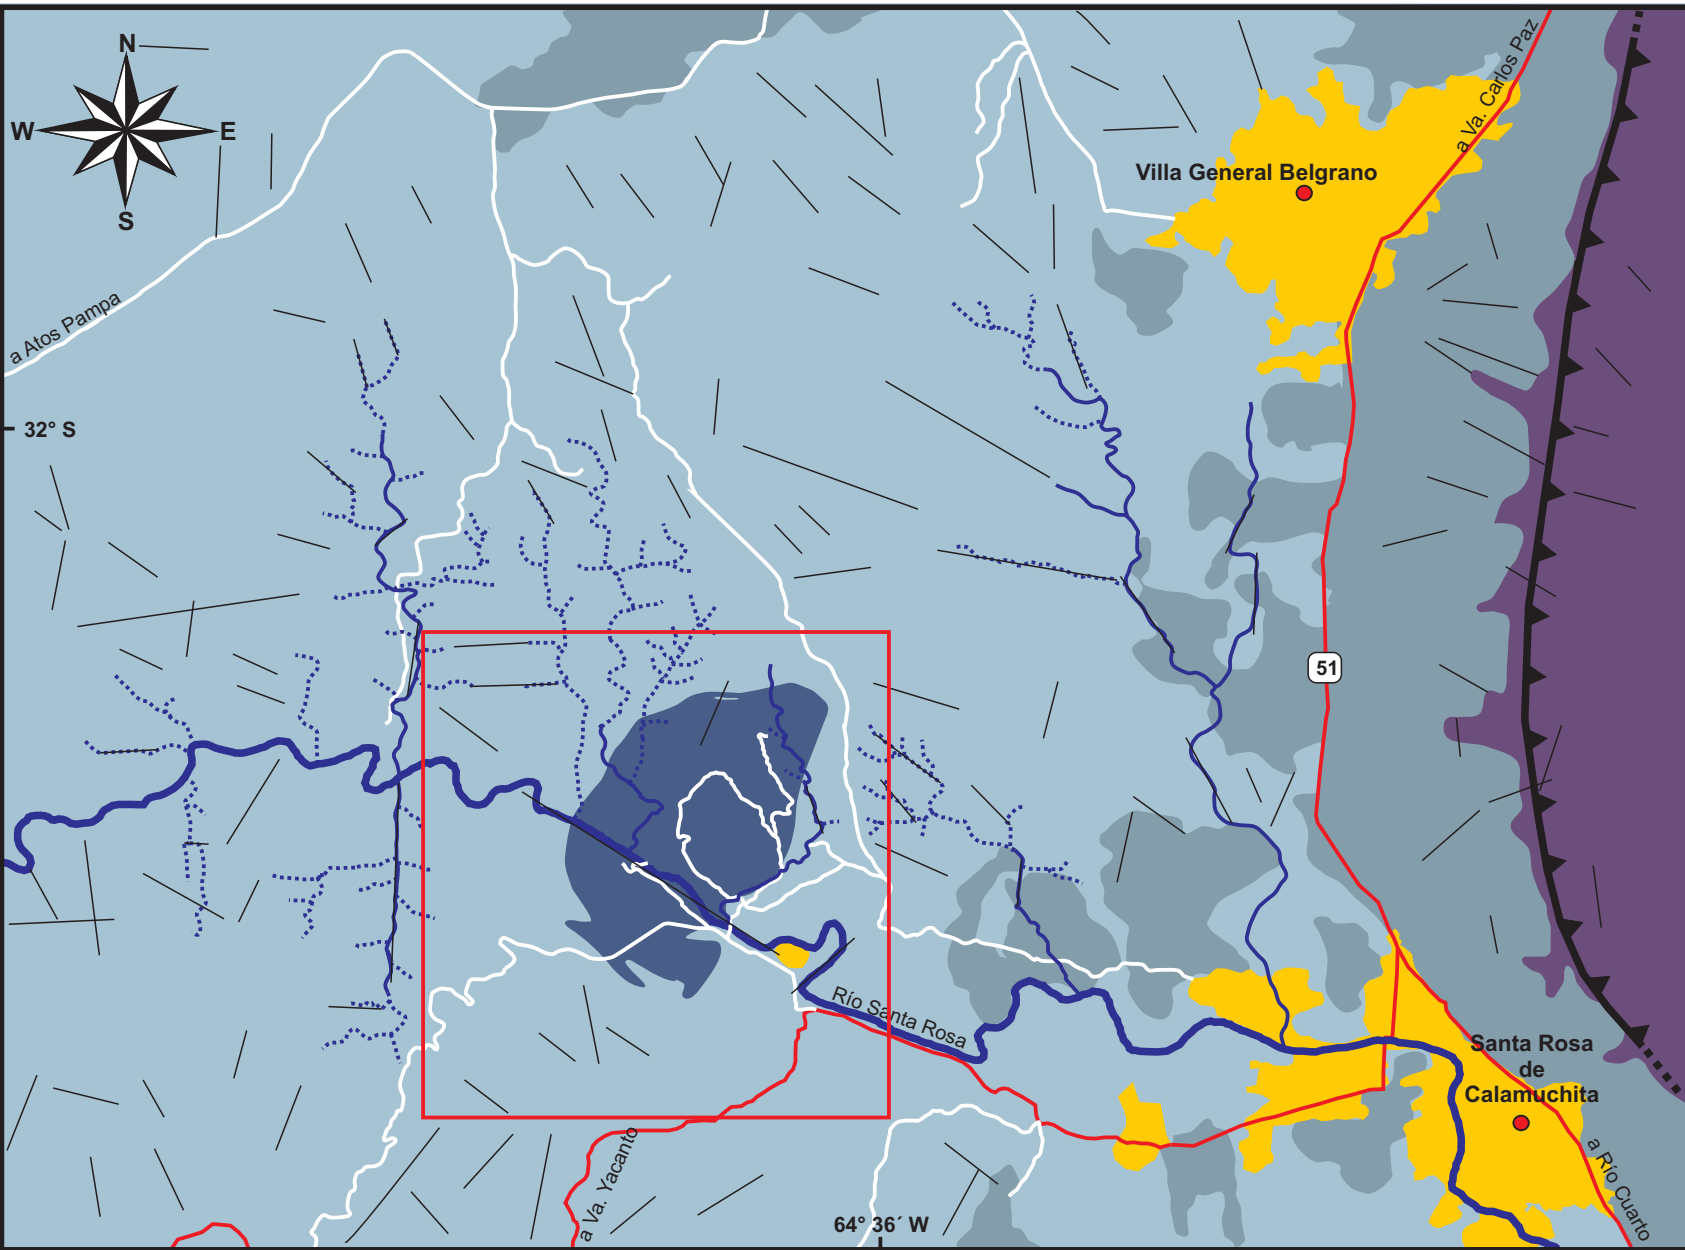 N
W
E
S
a Va. Carlos Paz
Villa General Belgrano
a Atos Pampa
32° S
51
Río Santa Rosa
Santa Rosa
de
Calamuchita
a Va. Yacanto
a Río Cuarto
64° 36´ W